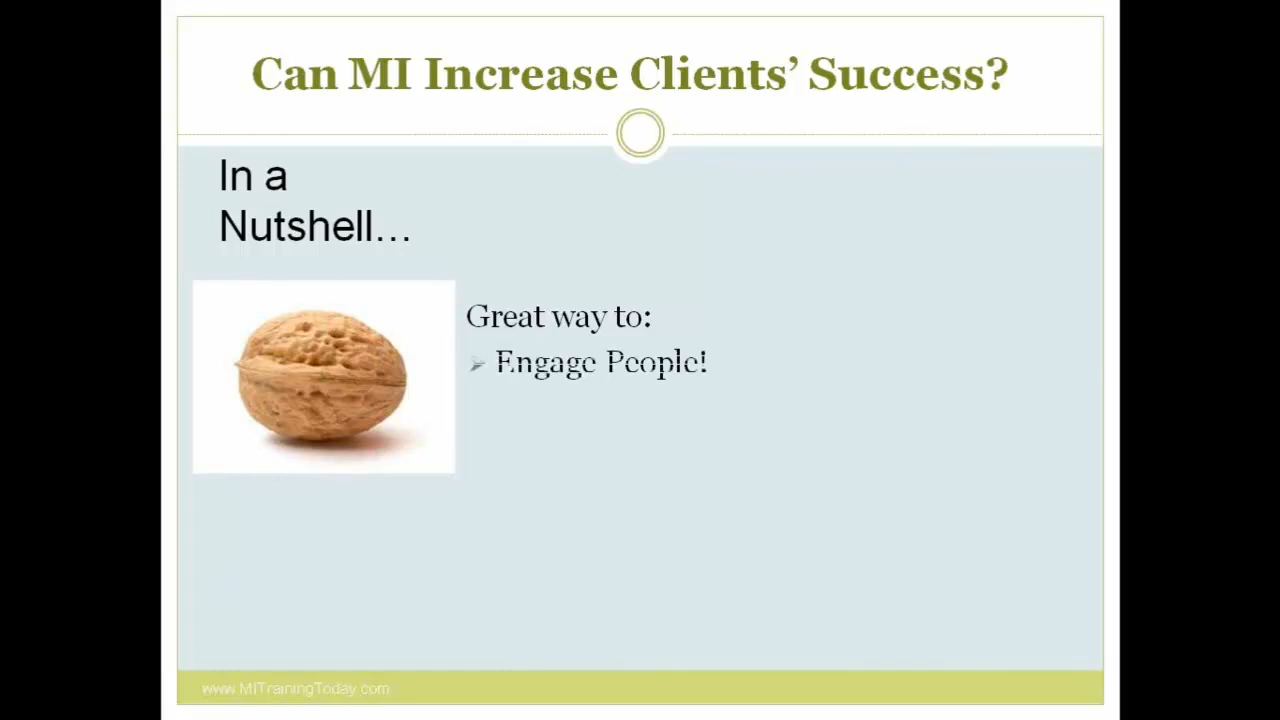 Can MI Increase Clients’ Success?
In a
Nutshell…
Great way to:
Engage People!
www.MITrainingToday.com